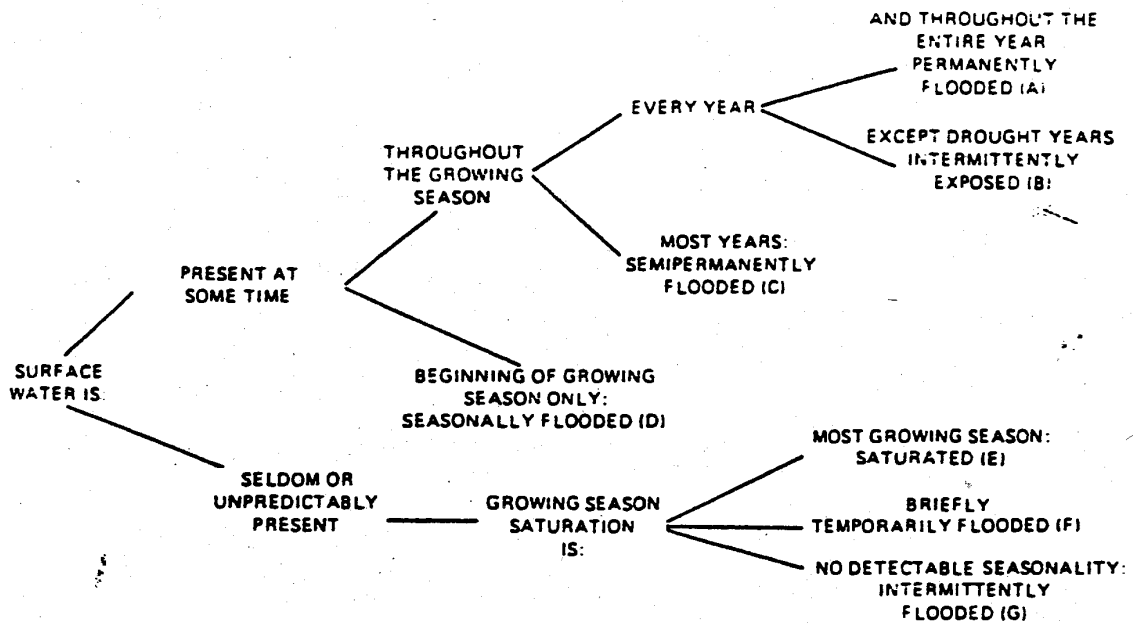 SURFACE
WATER IS:
PRESENT AT
SOME TIME
THROUGHOUT
THE GROWING
SEASON
EVERY YEAR
AND THROUGHOUT THE
ENTIRE YEAR
PERMANENTLY
FLOODED (A)
EXCEPT DROUGHT YEARS
INTERMITTENTLY
EXPOSED (B)
MOST YEARS:
SEMIPERMANENTLY
FLOODED (C)
BEGINNING OF GROWING
SEASON ONLY:
SEASONALLY FLOODED (D)
SELDOM OR
UNPREDICTABLY
PRESENT
GROWING SEASON
SATURATION
IS:
MOST GROWING SEASON:
SATURATED (E)
BRIEFLY
TEMPORARILY FLOODED (F)
NO DETECTABLE SEASONALITY:
INTERMITTENTLY
FLOODED (G)